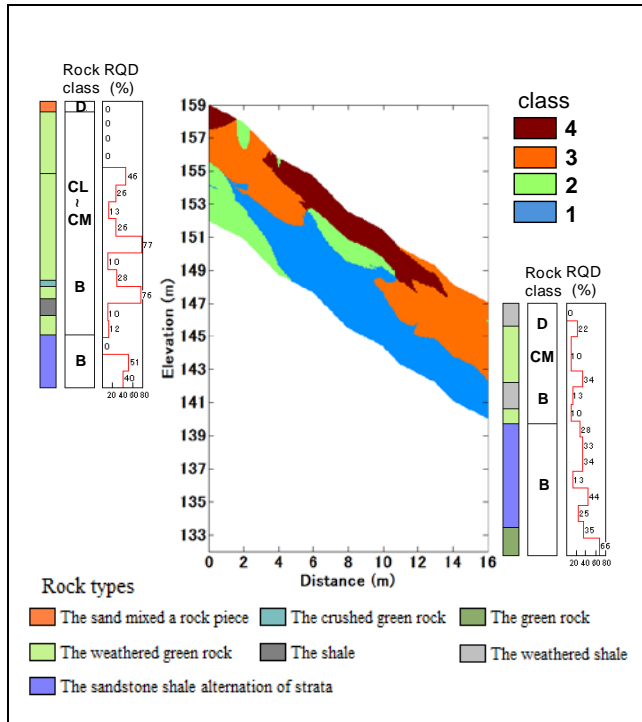 Rock RQD
class (%)
D
CL
~
CM
B
B
0
0
0
0
46
26
13
26
77
10
28
76
10
12
0
51
40
20 40 60 80
159
157
155
153
151
149
147
145
143
141
139
137
135
133
Elevation (m)
0 2 4 6 8 10 12 14 16
Distance (m)
class
4
3
2
1
Rock RQD
class (%)
D
CM
B
B
0
22
10
34
13
10
28
33
34
13
44
25
35
66
20 40 60 80
Rock types
The sand mixed a rock piece
The crushed green rock
The green rock
The weathered green rock
The shale
The weathered shale
The sandstone shale alternation of strata